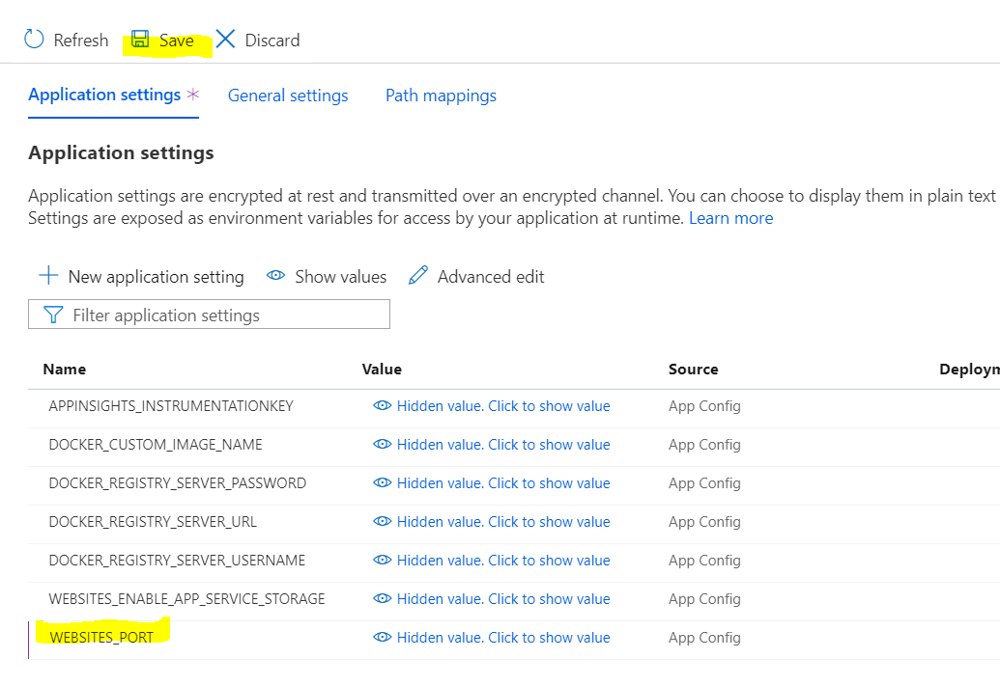 Refresh Save Discard
Application settings * General settings Path mappings
Application settings
Application settings are encrypted at rest and transmitted over an encrypted channel. You can choose to display them in plain text
Settings are exposed as environment variables for access by your application at runtime. Learn more
New application setting Show values Advanced edit
Filter application settings
Name Value Source Deploym
APPINSIGHTS_INSTRUMENTATIONKEY Hidden value. Click to show value App Config
DOCKER_CUSTOM_IMAGE_NAME Hidden value. Click to show value App Config
DOCKER_REGISTRY_SERVER_PASSWORD Hidden value. Click to show value App Config
DOCKER_REGISTRY_SERVER_URL Hidden value. Click to show value App Config
DOCKER_REGISTRY_SERVER_USERNAME Hidden value. Click to show value App Config
WEBSITES_ENABLE_APP_SERVICE_STORAGE Hidden value. Click to show value App Config
WEBSITES_PORT Hidden value. Click to show value App Config